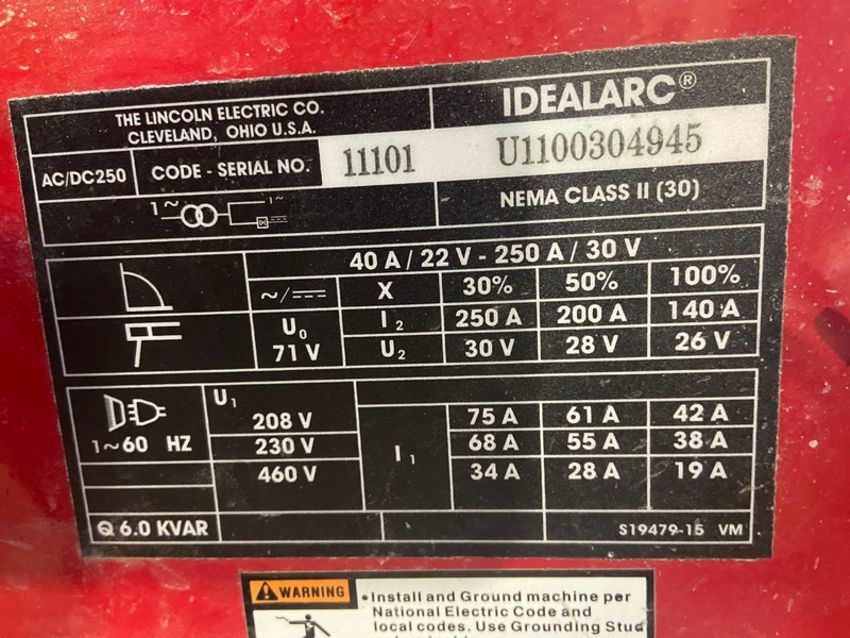 THE LINCOLN ELECTRIC CO.
CLEVELAND, OHIO U.S.A.
IDEALARC®
AC/DC250 CODE - SERIAL NO. 11101 U1100304945
1~ 1~
NEMA CLASS II (30)
40 A / 22 V - 250 A / 30 V
~/⎓ X 30% 50% 100%
U0 I2 250 A 200 A 140 A
71 V U2 30 V 28 V 26 V
U1
208 V 75 A 61 A 42 A
1~60 HZ 230 V I1 68 A 55 A 38 A
460 V 34 A 28 A 19 A
Q 6.0 KVAR S19479-15 VM
WARNING
• Install and Ground machine per
National Electric Code and
local codes. Use Grounding Stud